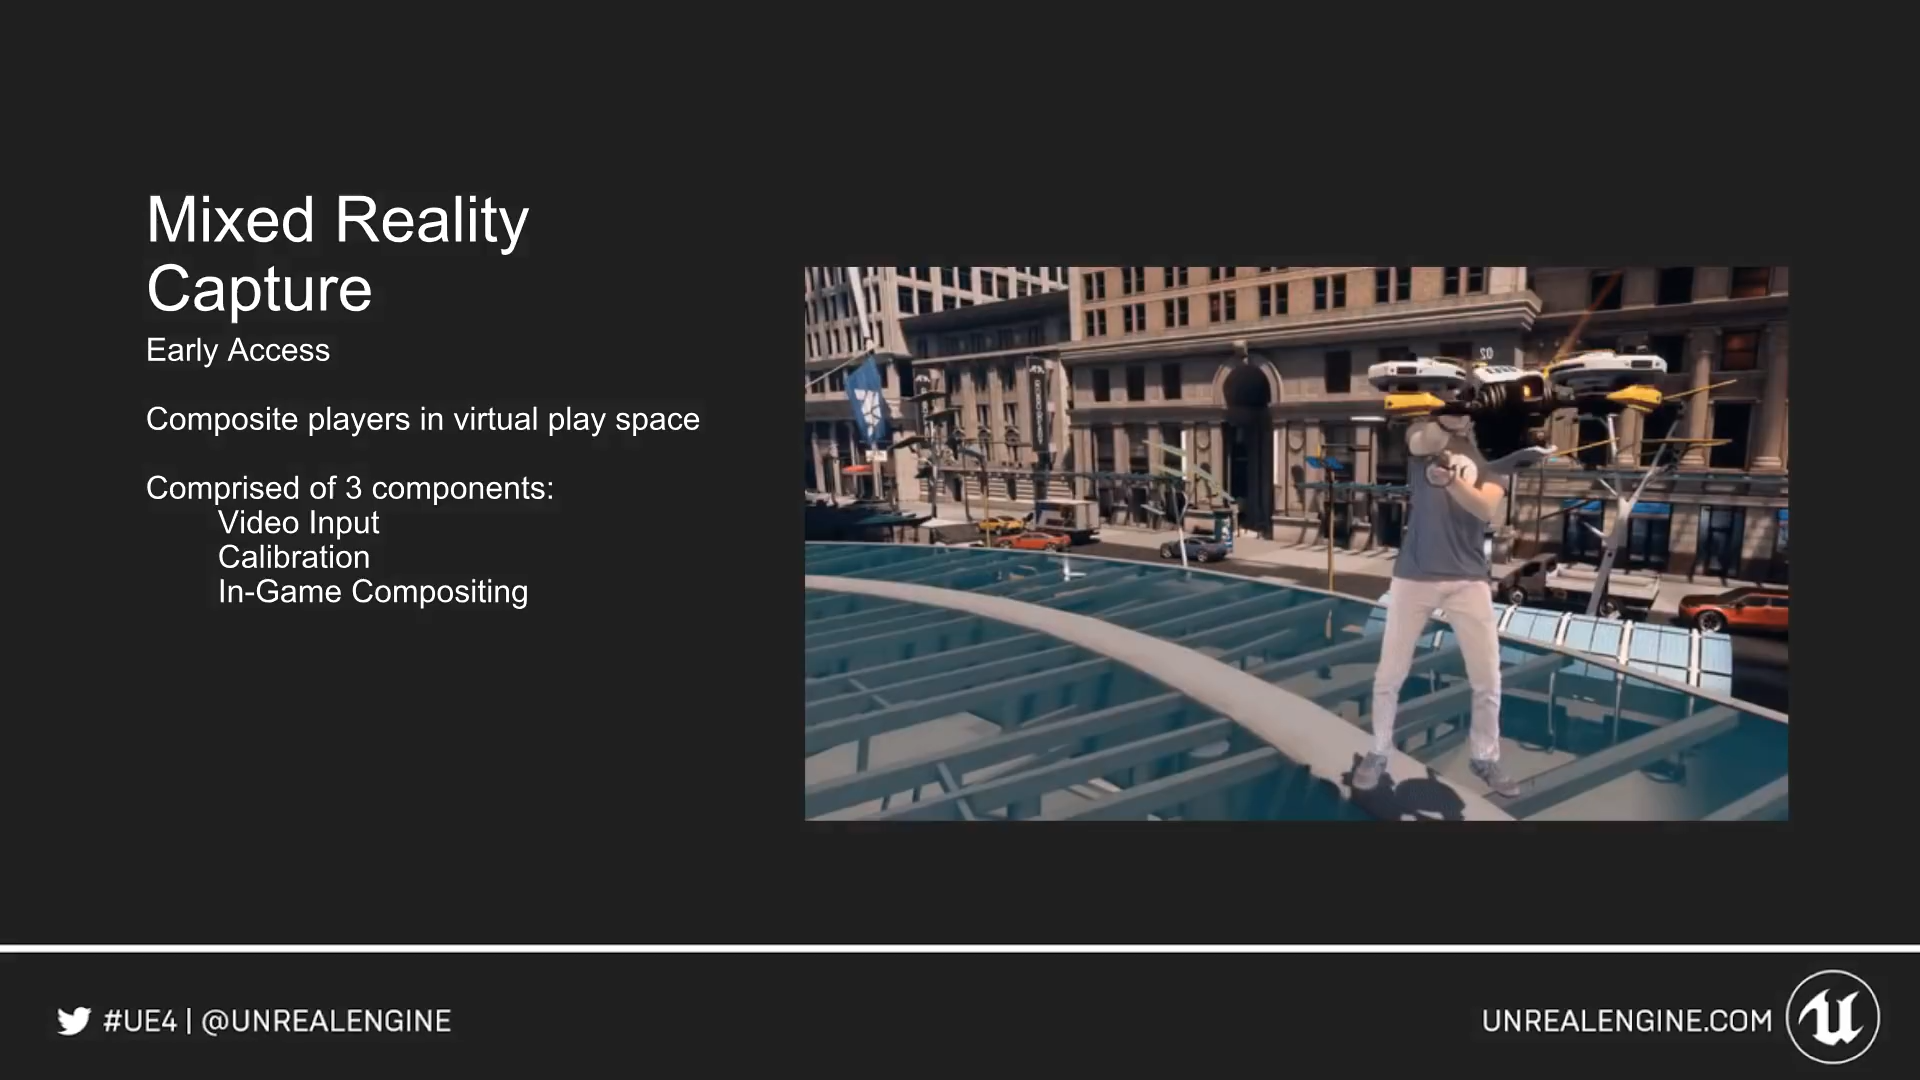 Mixed Reality
Capture
Early Access
Composite players in virtual play space
Comprised of 3 components:
Video Input
Calibration
In-Game Compositing
#UE4 | @UNREALENGINE
UNREALENGINE.COM